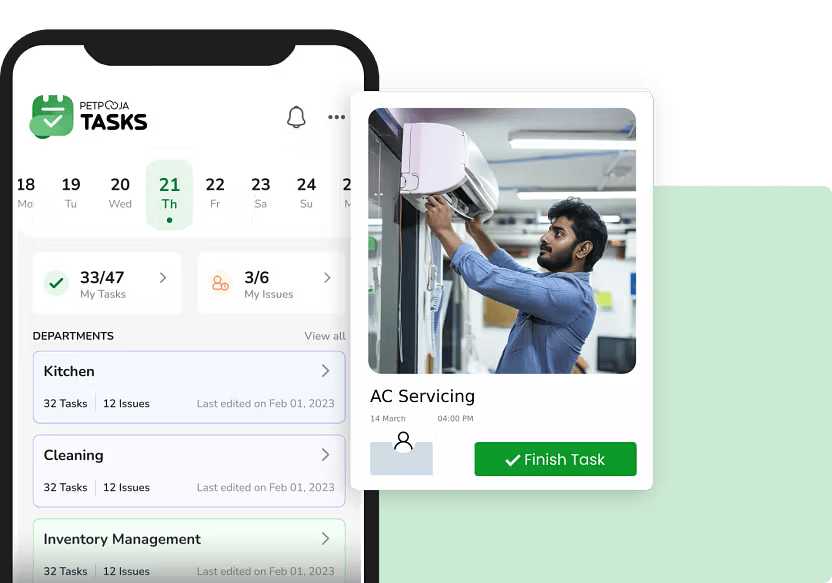 PETPOOJA
TASKS
18 19 20 21 22 23 24 2
Mo Tu Wed Th Fr Sa Su M
33/47
My Tasks
3/6
My Issues
DEPARTMENTS View all
Kitchen
32 Tasks 12 Issues Last edited on Feb 01, 2023
Cleaning
32 Tasks 12 Issues Last edited on Feb 01, 2023
Inventory Management
32 Tasks 12 Issues Last edited on Feb 01, 2023
AC Servicing
14 March 04:00 PM
Finish Task